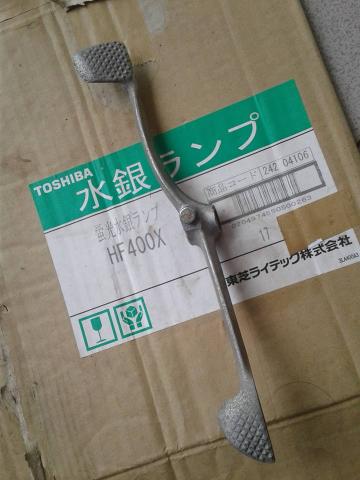 TOSHIBA
水銀ランプ
蛍光水銀ランプ
HF400X
商品コード 242 04106
17
東芝ライテック株式会社